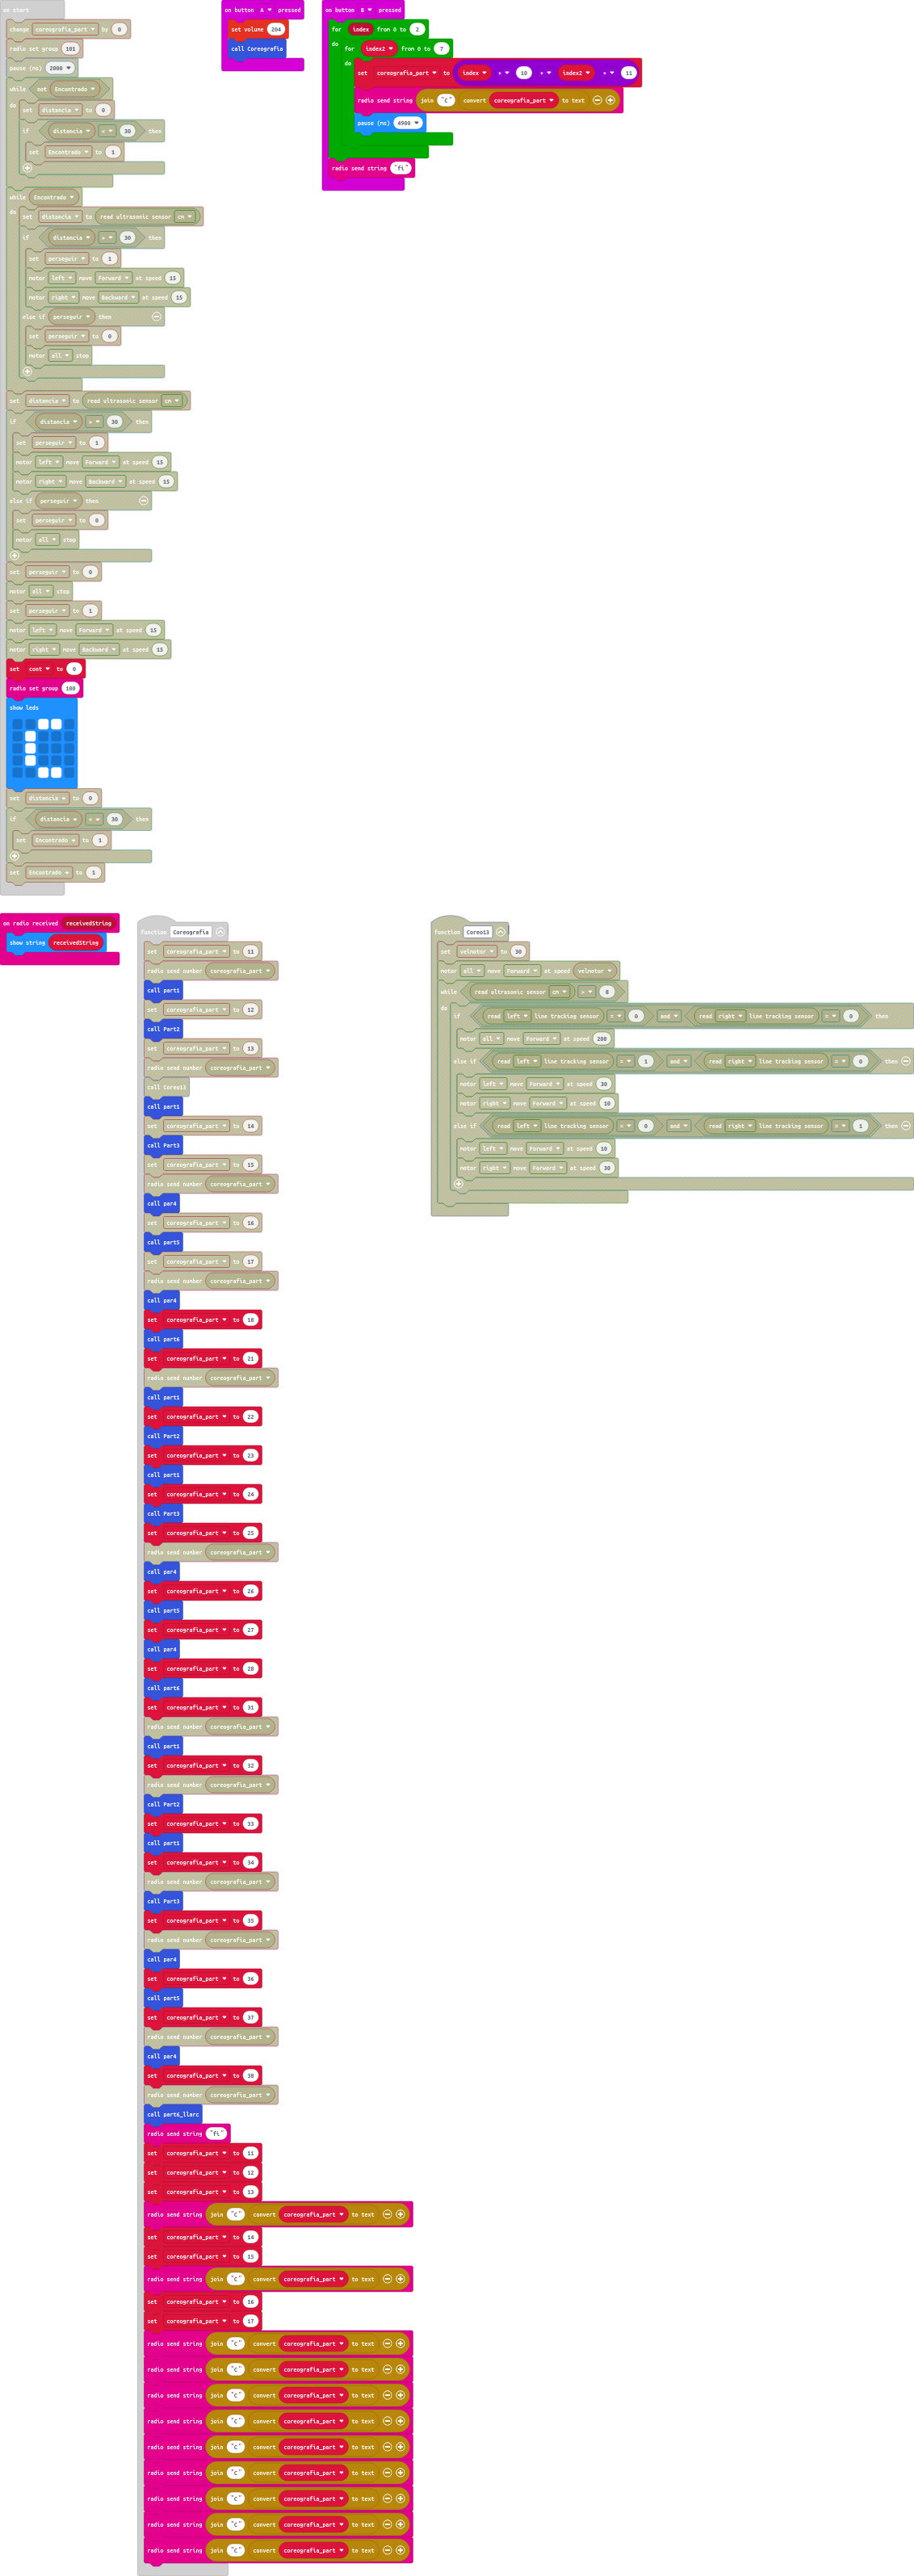 on start
change coreografia_part by 0
radio set group 101
pause (ms) 2000
while not Encontrado
do set distancia to 0
if distancia < 30 then
set Encontrado to 1
while Encontrado
do set distancia to read ultrasonic sensor cm
if distancia > 30 then
set perseguir to 1
motor left move Forward at speed 15
motor right move Backward at speed 15
else if perseguir then
set perseguir to 0
motor all stop
set distancia to read ultrasonic sensor cm
if distancia > 30 then
set perseguir to 1
motor left move Forward at speed 15
motor right move Backward at speed 15
else if perseguir then
set perseguir to 0
motor all stop
set perseguir to 0
motor all stop
set perseguir to 1
motor left move Forward at speed 15
motor right move Backward at speed 15
set cont to 0
radio set group 100
show leds
set distancia to 0
if distancia < 30 then
set Encontrado to 1
set Encontrado to 1
on button A pressed
set volume 204
call Coreografia
on button B pressed
for index from 0 to 2
do for index2 from 0 to 7
do set coreografia_part to index 10 index2 11
radio send string join "C" convert coreografia_part to text
pause (ms) 4900
radio send string "fi"
on radio received receivedString
show string receivedString
function Coreografia
set coreografia_part to 11
radio send number coreografia_part
call part1
set coreografia_part to 12
call Part2
set coreografia_part to 13
radio send number coreografia_part
call Coreo13
call part1
set coreografia_part to 14
call Part3
set coreografia_part to 15
radio send number coreografia_part
call par4
set coreografia_part to 16
call part5
set coreografia_part to 17
radio send number coreografia_part
call par4
set coreografia_part to 18
call part6
set coreografia_part to 21
radio send number coreografia_part
call part1
set coreografia_part to 22
call Part2
set coreografia_part to 23
call part1
set coreografia_part to 24
call Part3
set coreografia_part to 25
radio send number coreografia_part
call par4
set coreografia_part to 26
call part5
set coreografia_part to 27
call par4
set coreografia_part to 28
call part6
set coreografia_part to 31
radio send number coreografia_part
call part1
set coreografia_part to 32
radio send number coreografia_part
call Part2
set coreografia_part to 33
call part1
set coreografia_part to 34
radio send number coreografia_part
call Part3
set coreografia_part to 35
radio send number coreografia_part
call par4
set coreografia_part to 36
call part5
set coreografia_part to 37
radio send number coreografia_part
call par4
set coreografia_part to 38
radio send number coreografia_part
call part6_llarc
radio send string "fi"
set coreografia_part to 11
set coreografia_part to 12
set coreografia_part to 13
radio send string join "C" convert coreografia_part to text
set coreografia_part to 14
set coreografia_part to 15
radio send string join "C" convert coreografia_part to text
set coreografia_part to 16
set coreografia_part to 17
radio send string join "C" convert coreografia_part to text
radio send string join "C" convert coreografia_part to text
radio send string join "C" convert coreografia_part to text
radio send string join "C" convert coreografia_part to text
radio send string join "C" convert coreografia_part to text
radio send string join "C" convert coreografia_part to text
radio send string join "C" convert coreografia_part to text
radio send string join "C" convert coreografia_part to text
radio send string join "C" convert coreografia_part to text
function Coreo13
set velmotor to 30
motor all move Forward at speed velmotor
while read ultrasonic sensor cm > 8
do if read left line tracking sensor = 0 and read right line tracking sensor = 0 then
motor all move Forward at speed 200
else if read left line tracking sensor = 1 and read right line tracking sensor = 0 then
motor left move Forward at speed 30
motor right move Forward at speed 10
else if read left line tracking sensor = 0 and read right line tracking sensor = 1 then
motor left move Forward at speed 10
motor right move Forward at speed 30